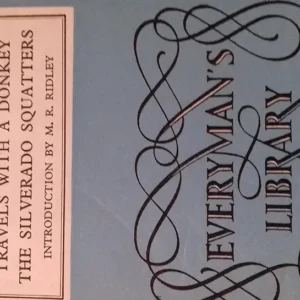 TRAVELS WITH A DONKEY
THE SILVERADO SQUATTERS
INTRODUCTION BY M. R. RIDLEY
EVERYMAN'S
LIBRARY